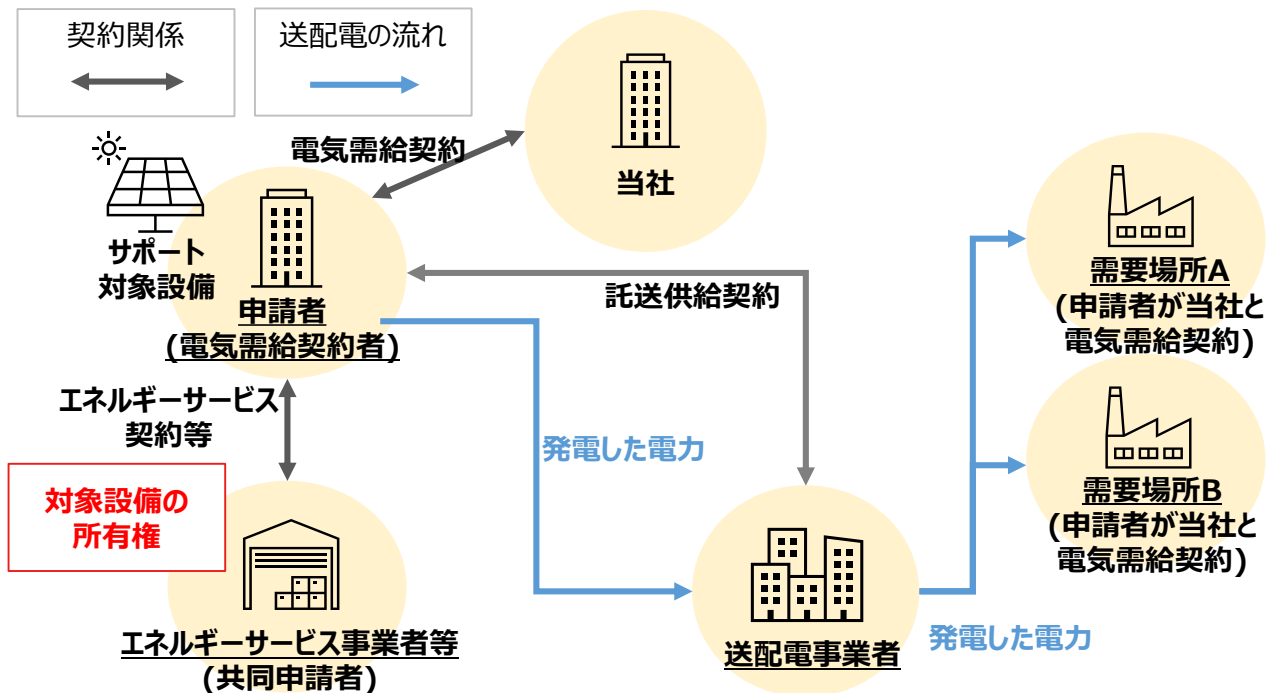 契約関係
送配電の流れ
電気需給契約
当社
サポート
対象設備
申請者
(電気需給契約者)
託送供給契約
需要場所A
(申請者が当社と
電気需給契約)
エネルギーサービス
契約等
発電した電力
対象設備の
所有権
需要場所B
(申請者が当社と
電気需給契約)
エネルギーサービス事業者等
(共同申請者)
送配電事業者
発電した電力